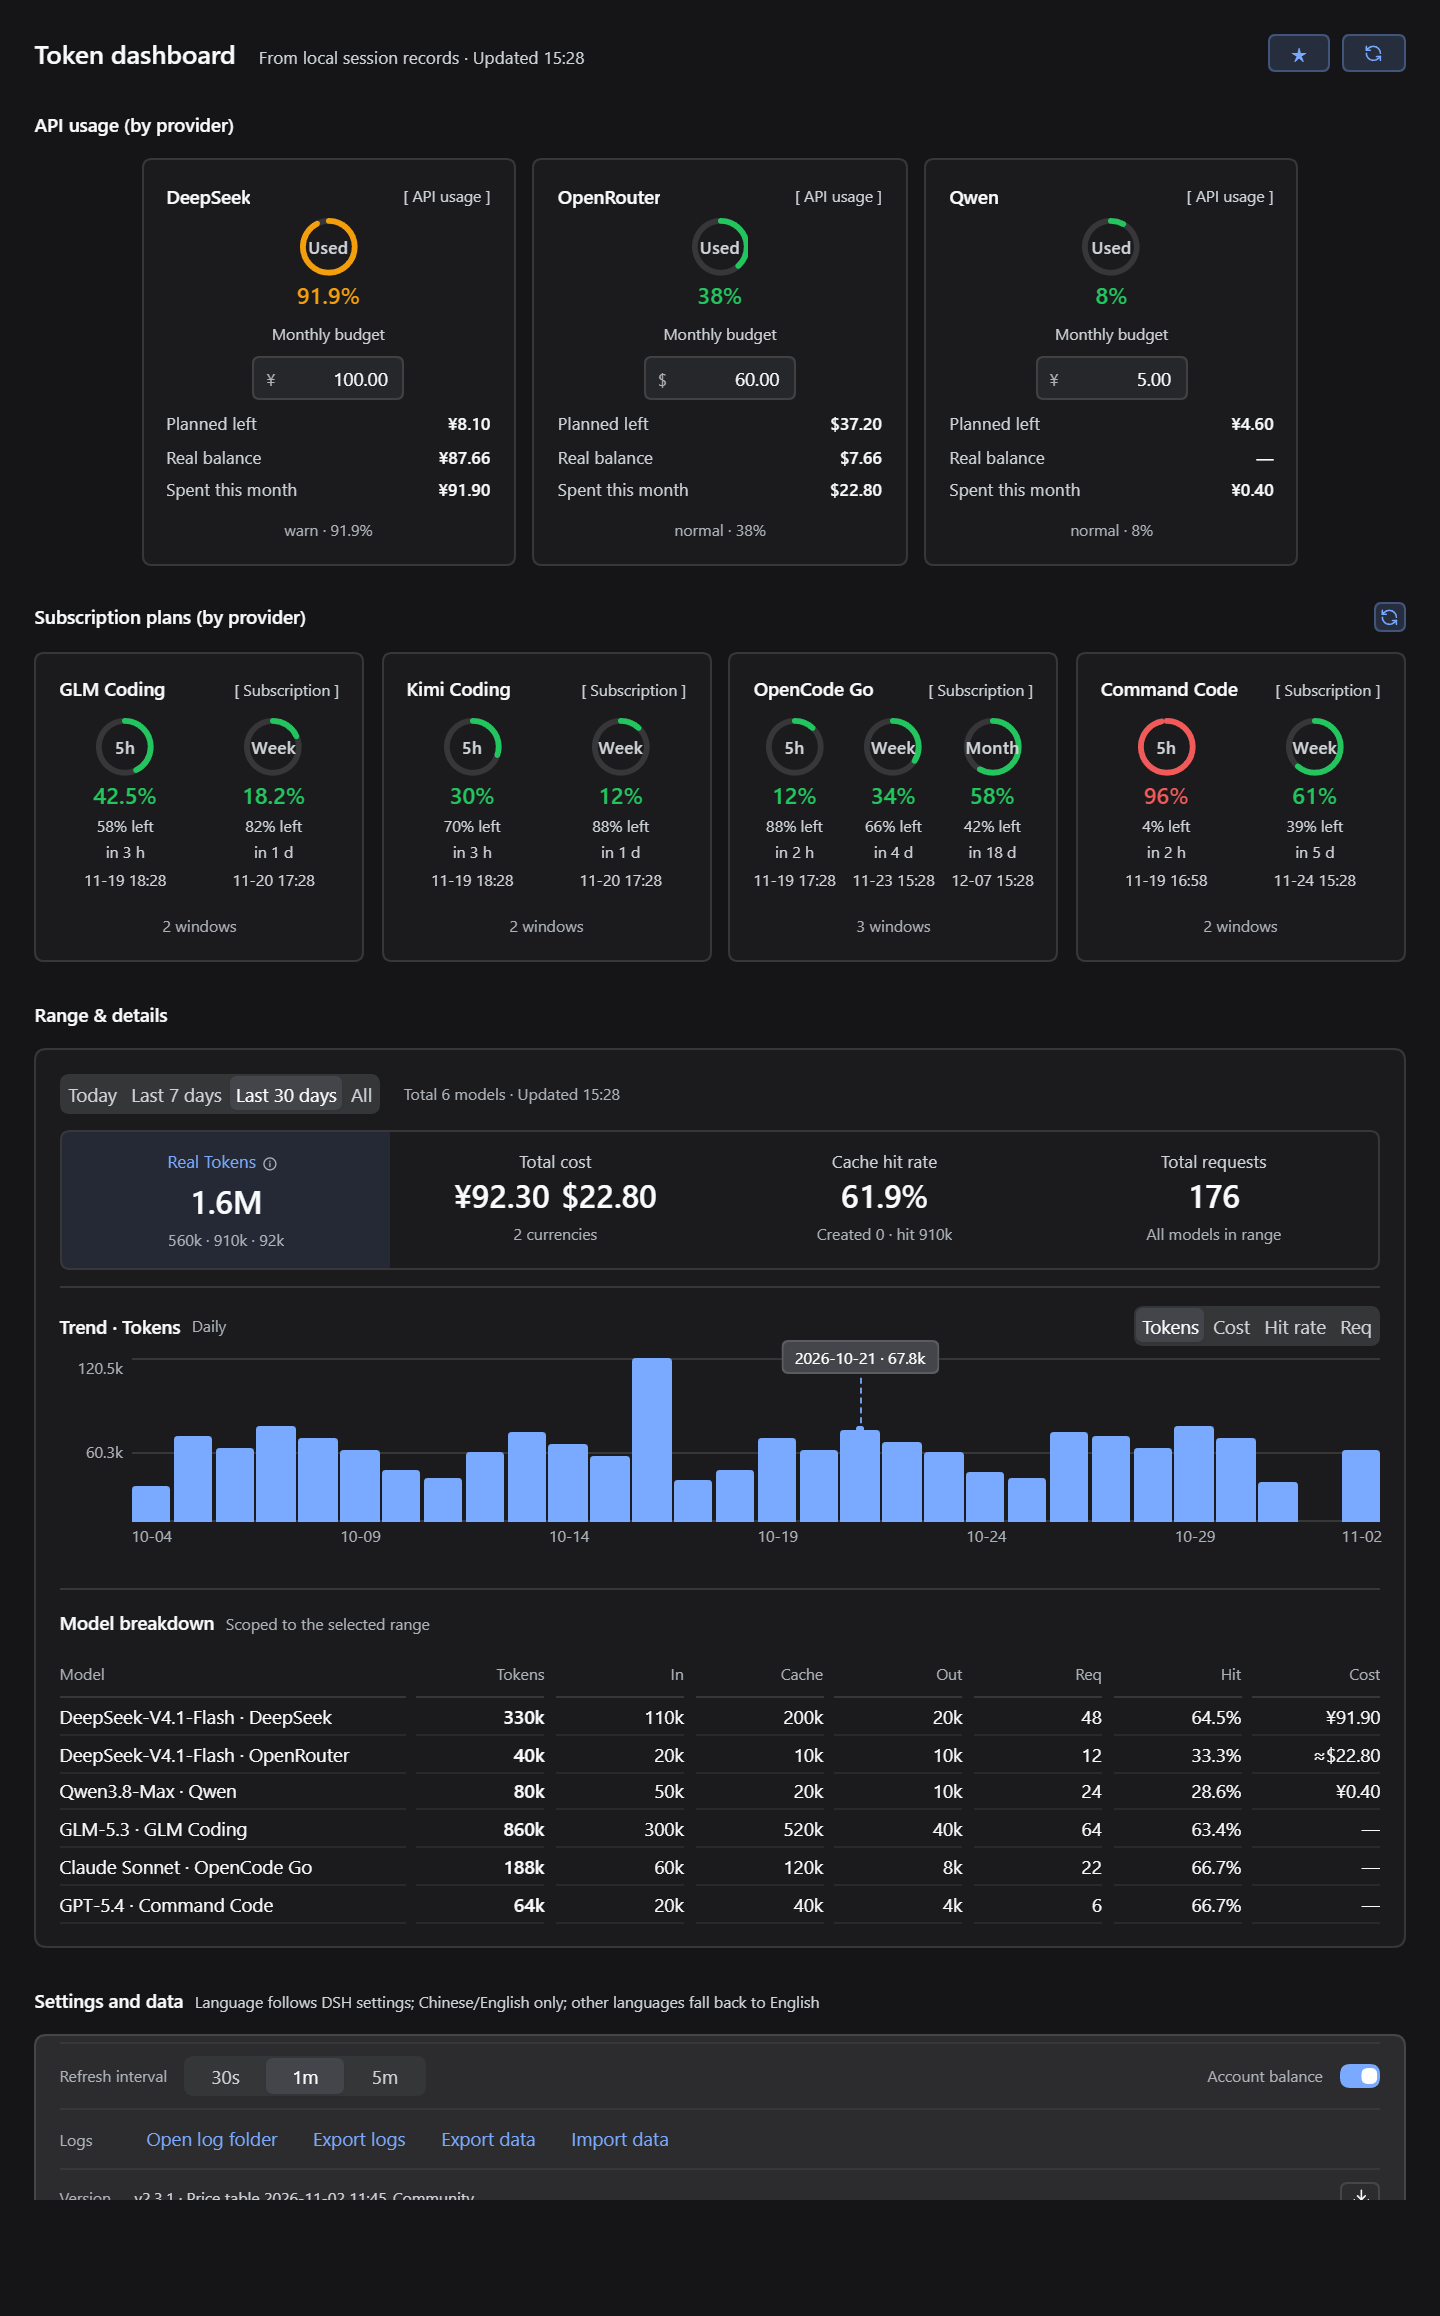 Token dashboard From local session records · Updated 15:28
★
API usage (by provider)
DeepSeek [ API usage ]
Used
91.9%
Monthly budget
¥ 100.00
Planned left ¥8.10
Real balance ¥87.66
Spent this month ¥91.90
warn · 91.9%
OpenRouter [ API usage ]
Used
38%
Monthly budget
$ 60.00
Planned left $37.20
Real balance $7.66
Spent this month $22.80
normal · 38%
Qwen [ API usage ]
Used
8%
Monthly budget
¥ 5.00
Planned left ¥4.60
Real balance —
Spent this month ¥0.40
normal · 8%
Subscription plans (by provider)
GLM Coding [ Subscription ]
5h Week
42.5% 18.2%
58% left 82% left
in 3 h in 1 d
11-19 18:28 11-20 17:28
2 windows
Kimi Coding [ Subscription ]
5h Week
30% 12%
70% left 88% left
in 3 h in 1 d
11-19 18:28 11-20 17:28
2 windows
OpenCode Go [ Subscription ]
5h Week Month
12% 34% 58%
88% left 66% left 42% left
in 2 h in 4 d in 18 d
11-19 17:28 11-23 15:28 12-07 15:28
3 windows
Command Code [ Subscription ]
5h Week
96% 61%
4% left 39% left
in 2 h in 5 d
11-19 16:58 11-24 15:28
2 windows
Range & details
Today Last 7 days Last 30 days All Total 6 models · Updated 15:28
Real Tokens
1.6M
560k · 910k · 92k
Total cost
¥92.30 $22.80
2 currencies
Cache hit rate
61.9%
Created 0 · hit 910k
Total requests
176
All models in range
Trend · Tokens Daily Tokens Cost Hit rate Req
2026-10-21 · 67.8k
120.5k
60.3k
10-04 10-09 10-14 10-19 10-24 10-29 11-02
Model breakdown Scoped to the selected range
Model Tokens In Cache Out Req Hit Cost
DeepSeek-V4.1-Flash · DeepSeek 330k 110k 200k 20k 48 64.5% ¥91.90
DeepSeek-V4.1-Flash · OpenRouter 40k 20k 10k 10k 12 33.3% ≈$22.80
Qwen3.8-Max · Qwen 80k 50k 20k 10k 24 28.6% ¥0.40
GLM-5.3 · GLM Coding 860k 300k 520k 40k 64 63.4% —
Claude Sonnet · OpenCode Go 188k 60k 120k 8k 22 66.7% —
GPT-5.4 · Command Code 64k 20k 40k 4k 6 66.7% —
Settings and data Language follows DSH settings; Chinese/English only; other languages fall back to English
Refresh interval 30s 1m 5m Account balance
Logs Open log folder Export logs Export data Import data
Version v2.3.1 · Price table 2026-11-02 11:45 Community